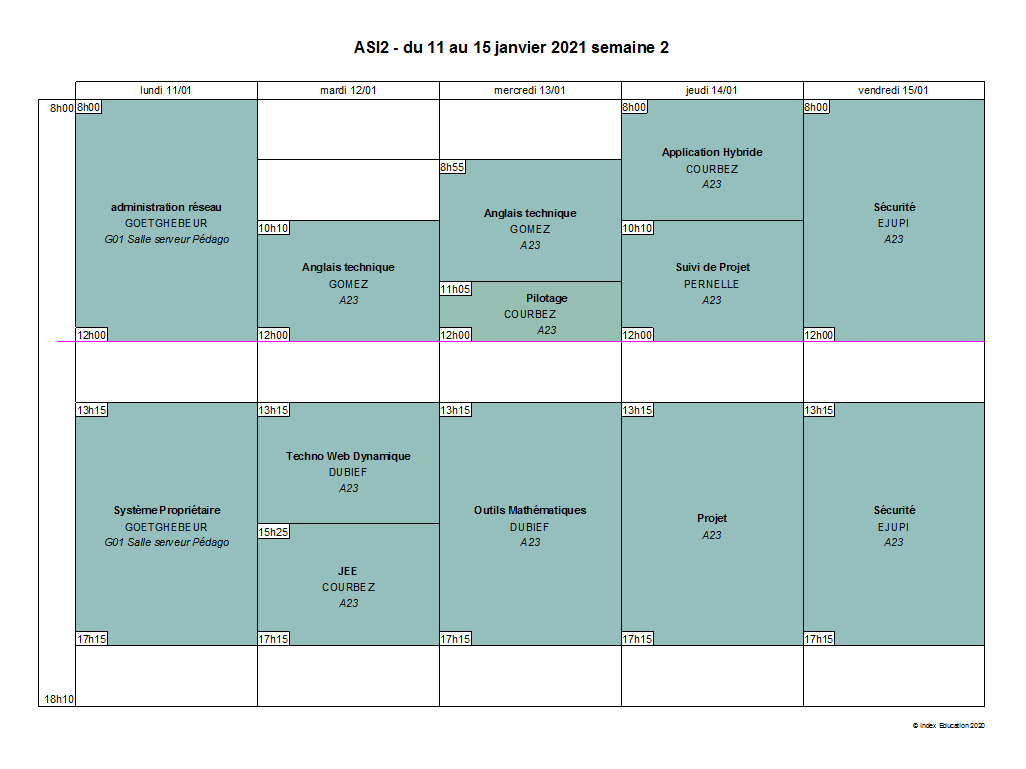 ASI2 - du 11 au 15 janvier 2021 semaine 2
lundi 11/01
mardi 12/01
mercredi 13/01
jeudi 14/01
vendredi 15/01
8h00
8h00
administration réseau
GOETGHEBEUR
G01 Salle serveur Pédago
12h00
13h15
Système Propriétaire
GOETGHEBEUR
G01 Salle serveur Pédago
17h15
10h10
Anglais technique
GOMEZ
A23
12h00
13h15
Techno Web Dynamique
DUBIEF
A23
15h25
JEE
COURBEZ
A23
17h15
8h55
Anglais technique
GOMEZ
A23
11h05
Pilotage
COURBEZ
A23
12h00
13h15
Outils Mathématiques
DUBIEF
A23
17h15
8h00
Application Hybride
COURBEZ
A23
10h10
Suivi de Projet
PERNELLE
A23
12h00
13h15
Projet
A23
17h15
8h00
Sécurité
EJUPI
A23
12h00
13h15
Sécurité
EJUPI
A23
17h15
18h10
© Index Education 2020